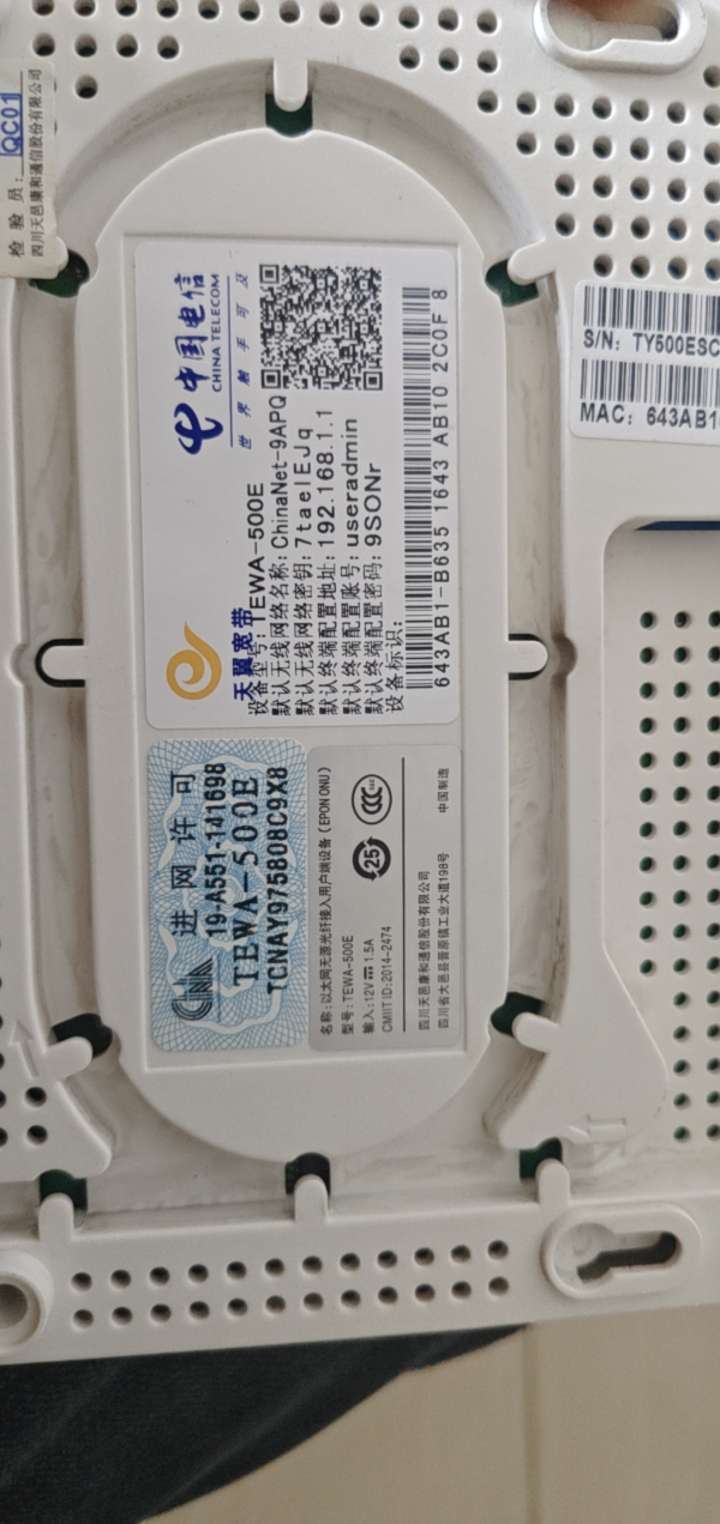 检 验 员: QC01
四川天邑康和通信股份有限公司
中国电信
CHINA TELECOM
世 界 触 手 可 及
天翼宽带
设备型号: TEWA-500E
默认无线网络名称: ChinaNet-9APQ
默认无线网络密钥: 7taelEJq
默认终端配置地址: 192.168.1.1
默认终端配置账号: useradmin
默认终端配置密码: 9SONr
设备标识:
643AB1-B635 1643 AB10 2C0F 8
S/N: TY500ESC
MAC: 643AB1
进 网 许 可
19-A551-141698
TEWA-500E
TCNAY975808C9X8
名称:以太网无源光纤接入用户端设备(EPON ONU)
型号:TEWA-500E
输入:12V 1.5A
CMIIT ID:2014-2474
25
CCC
四川天邑康和通信股份有限公司
四川省大邑县晋原镇工业大道198号 中国制造